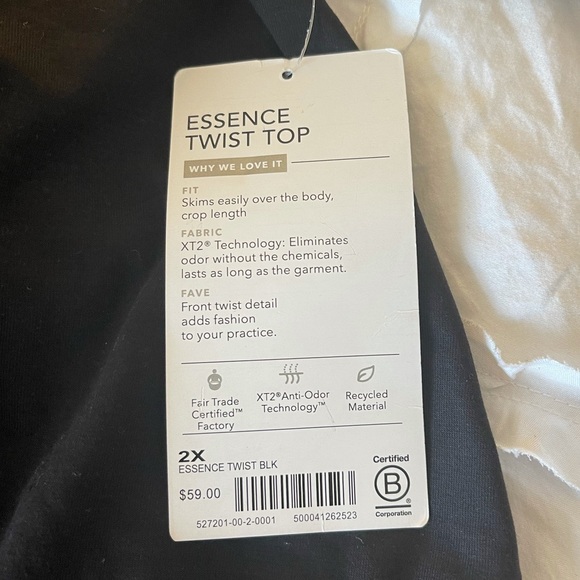 ESSENCE
TWIST TOP
WHY WE LOVE IT
FIT
Skims easily over the body,
crop length
FABRIC
XT2® Technology: Eliminates
odor without the chemicals,
lasts as long as the garment.
FAVE
Front twist detail
adds fashion
to your practice.
Fair Trade
Certified™
Factory
XT2®Anti-Odor
Technology™
Recycled
Material
2X
ESSENCE TWIST BLK
$59.00
527201-00-2-0001 500041262523
Certified
B
®
Corporation